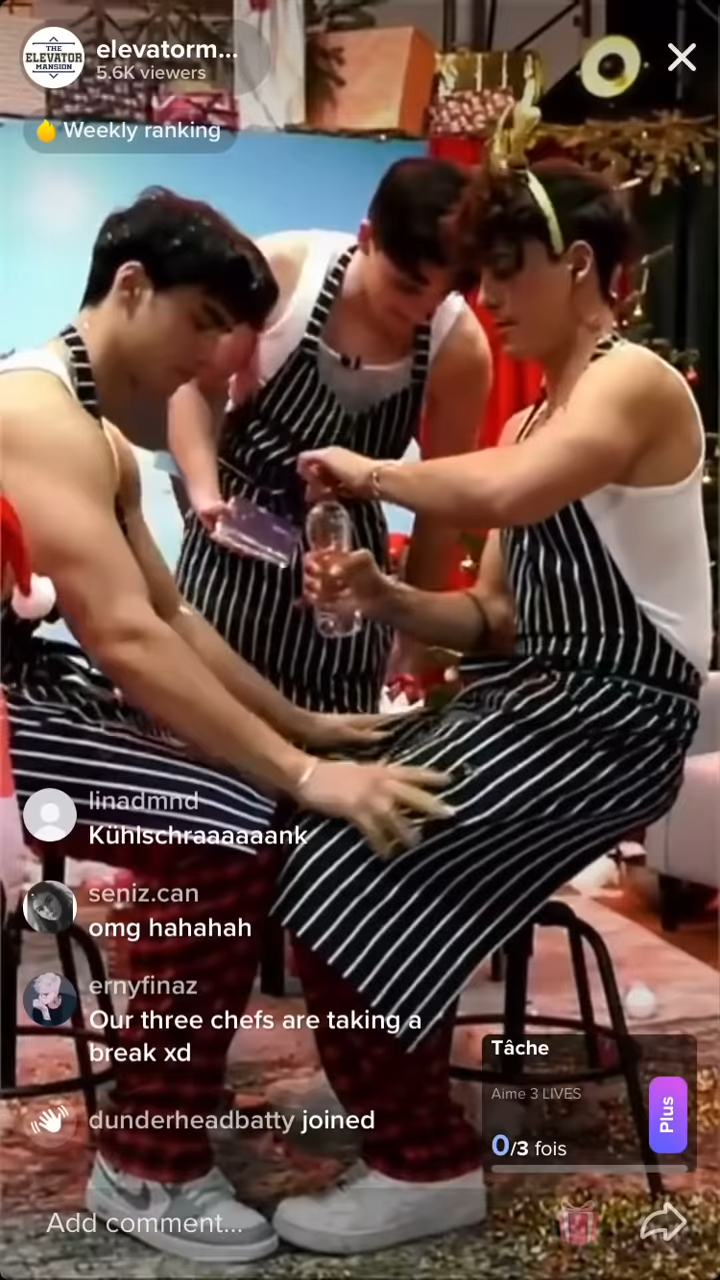 THE
ELEVATOR
MANSION
elevatorm...
5.6K viewers
Weekly ranking
linadmnd
Kühlschraaaaaank
seniz.can
omg hahahah
ernyfinaz
Our three chefs are taking a
break xd
dunderheadbatty joined
Tâche
Aime 3 LIVES
0/3 fois
Plus
Add comment...